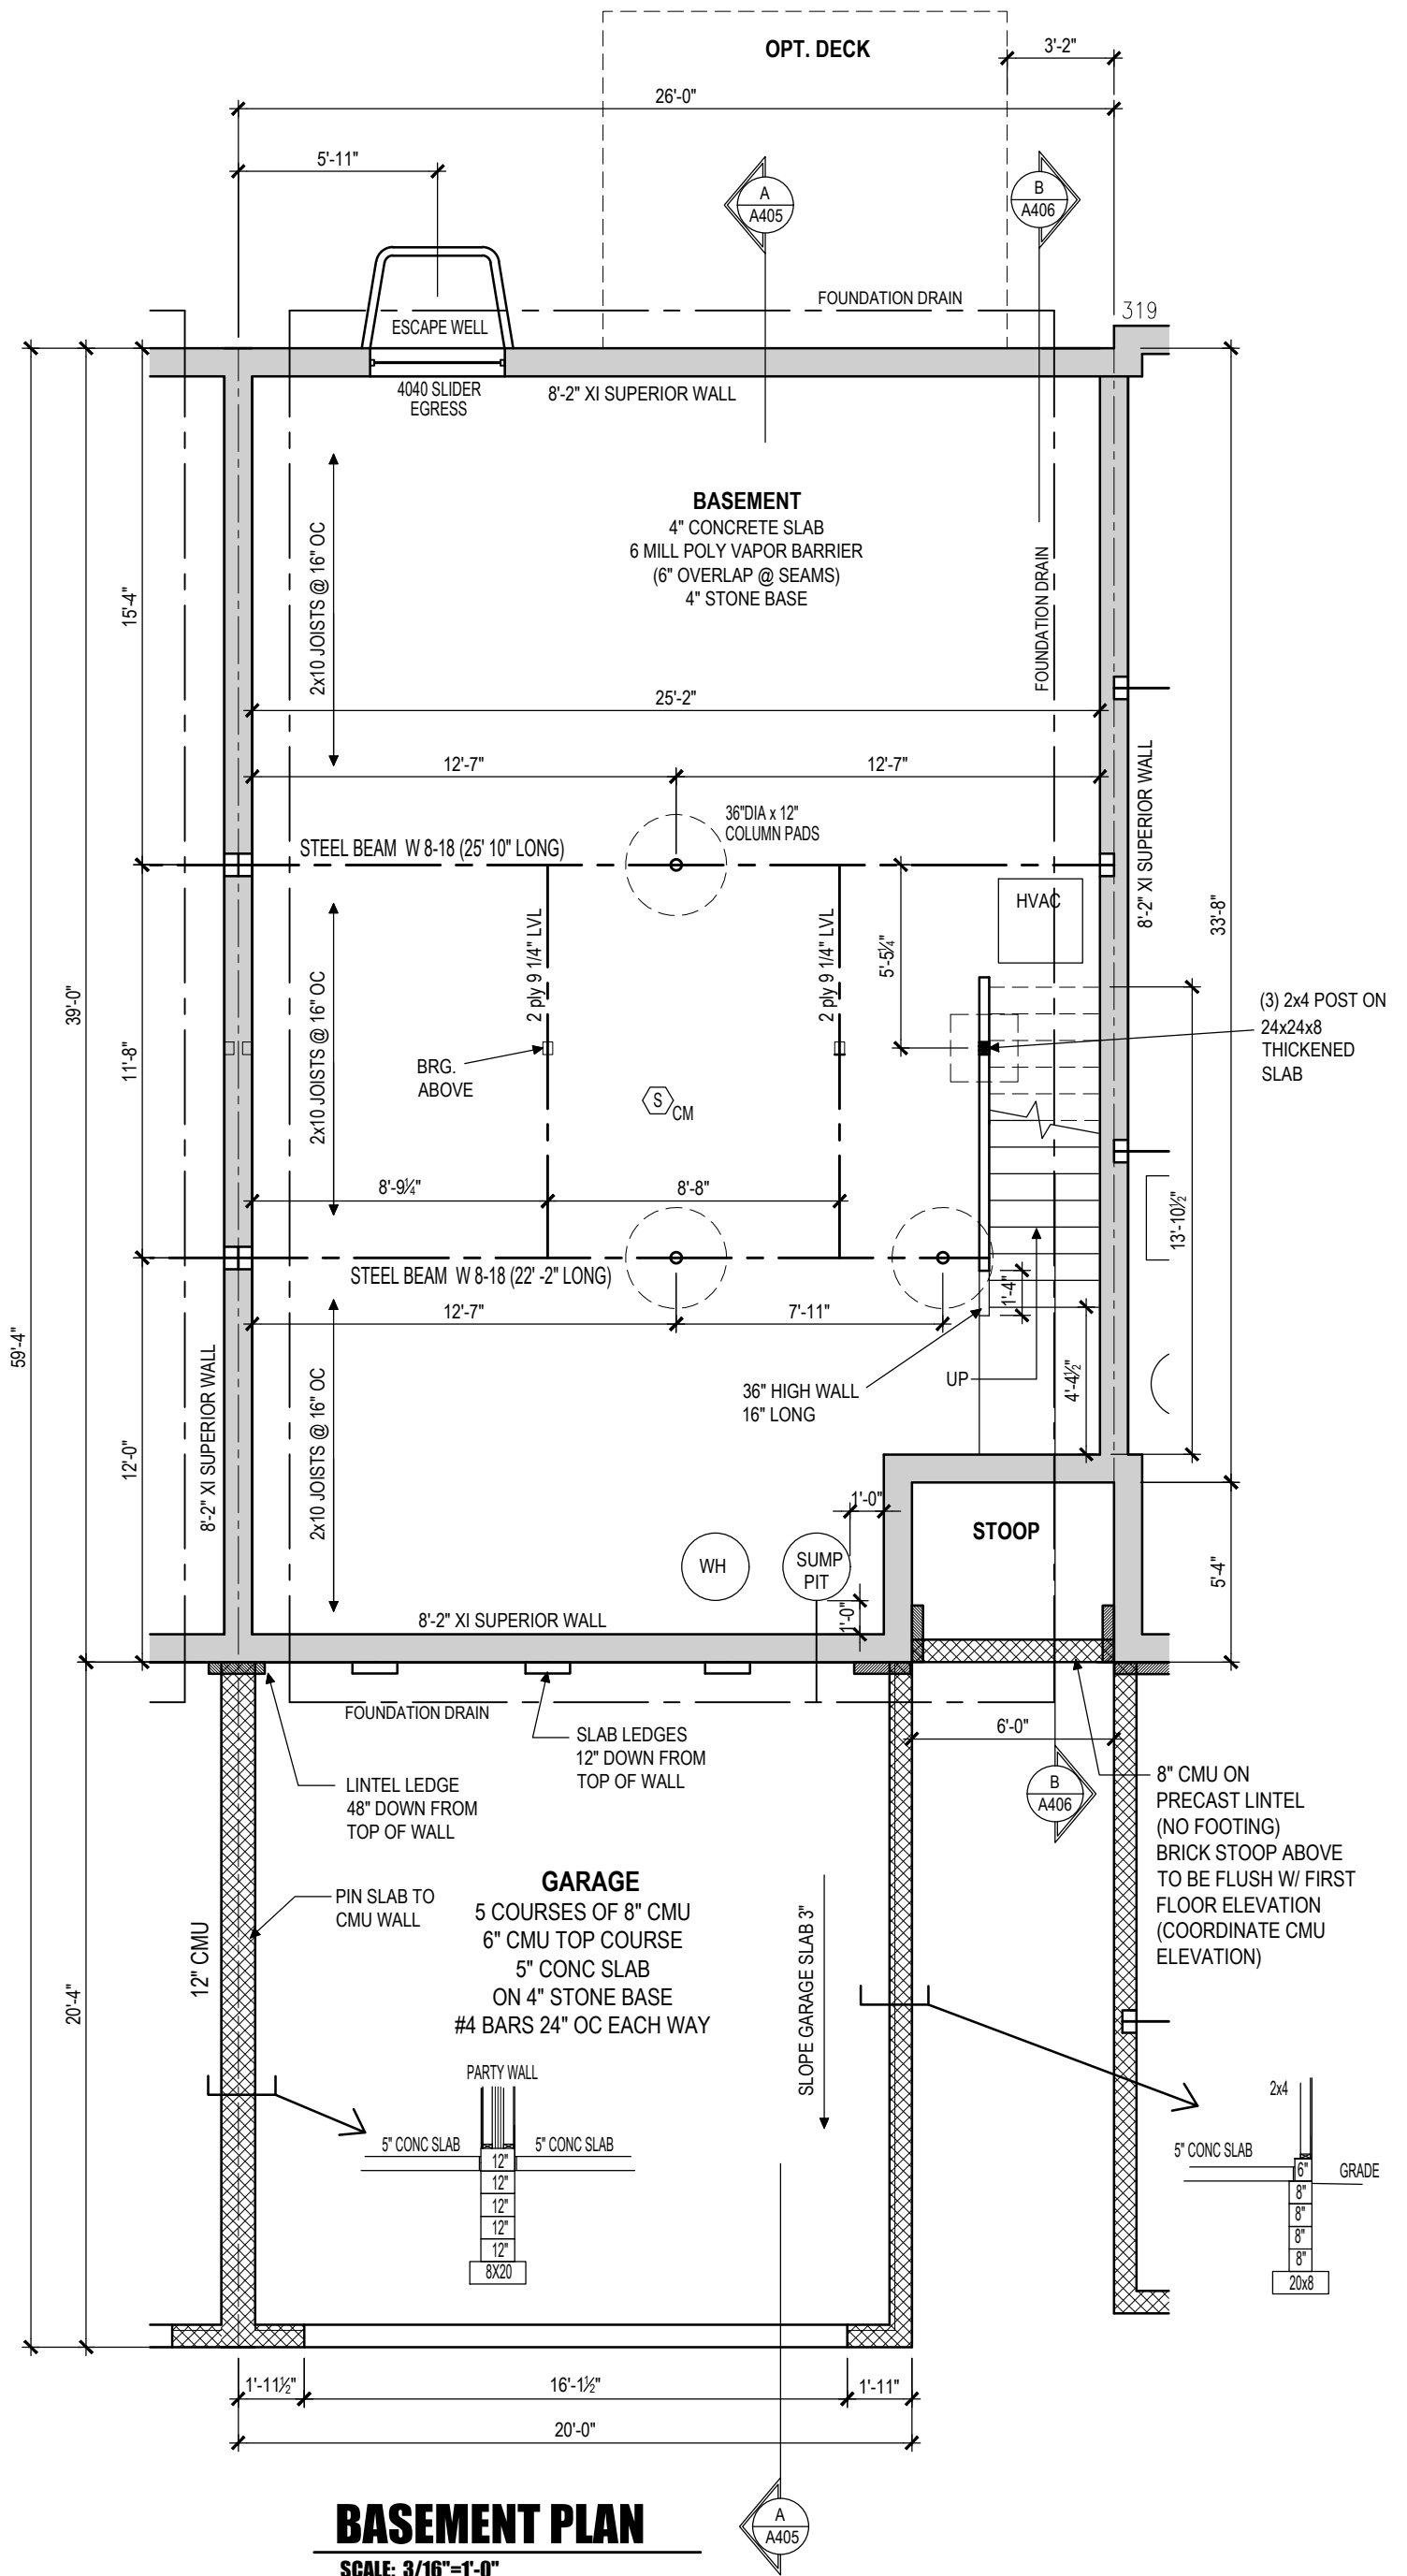 OPT. DECK
3'-2"
26'-0"
5'-11"
A
A405
B
A406
FOUNDATION DRAIN
319
ESCAPE WELL
4040 SLIDER
EGRESS
8'-2" XI SUPERIOR WALL
BASEMENT
4" CONCRETE SLAB
6 MILL POLY VAPOR BARRIER
(6" OVERLAP @ SEAMS)
4" STONE BASE
2x10 JOISTS @ 16" OC
15'-4"
FOUNDATION DRAIN
25'-2"
12'-7"
12'-7"
36"DIA x 12"
COLUMN PADS
8'-2" XI SUPERIOR WALL
STEEL BEAM W 8-18 (25' 10" LONG)
HVAC
33'-8"
2 ply 9 1/4" LVL
2 ply 9 1/4" LVL
5'-5¼"
39'-0"
(3) 2x4 POST ON
24x24x8
THICKENED
SLAB
11'-8"
2x10 JOISTS @ 16" OC
BRG.
ABOVE
S
CM
8'-9¼"
8'-8"
13'-10½"
STEEL BEAM W 8-18 (22' -2" LONG)
1'-4"
12'-7"
7'-11"
59'-4"
36" HIGH WALL
16" LONG
UP
4'-4½"
12'-0"
8'-2" XI SUPERIOR WALL
2x10 JOISTS @ 16" OC
1'-0"
STOOP
WH
SUMP
PIT
5'-4"
1'-0"
8'-2" XI SUPERIOR WALL
FOUNDATION DRAIN
SLAB LEDGES
12" DOWN FROM
TOP OF WALL
6'-0"
LINTEL LEDGE
48" DOWN FROM
TOP OF WALL
B
A406
8" CMU ON
PRECAST LINTEL
(NO FOOTING)
BRICK STOOP ABOVE
TO BE FLUSH W/ FIRST
FLOOR ELEVATION
(COORDINATE CMU
ELEVATION)
GARAGE
5 COURSES OF 8" CMU
6" CMU TOP COURSE
5" CONC SLAB
ON 4" STONE BASE
#4 BARS 24" OC EACH WAY
PIN SLAB TO
CMU WALL
12" CMU
20'-4"
SLOPE GARAGE SLAB 3"
PARTY WALL
5" CONC SLAB
5" CONC SLAB
12"
12"
12"
12"
12"
8X20
2x4
5" CONC SLAB
GRADE
6"
8"
8"
8"
8"
20x8
1'-11½"
16'-1½"
1'-11"
20'-0"
BASEMENT PLAN
SCALE: 3/16"=1'-0"
A
A405